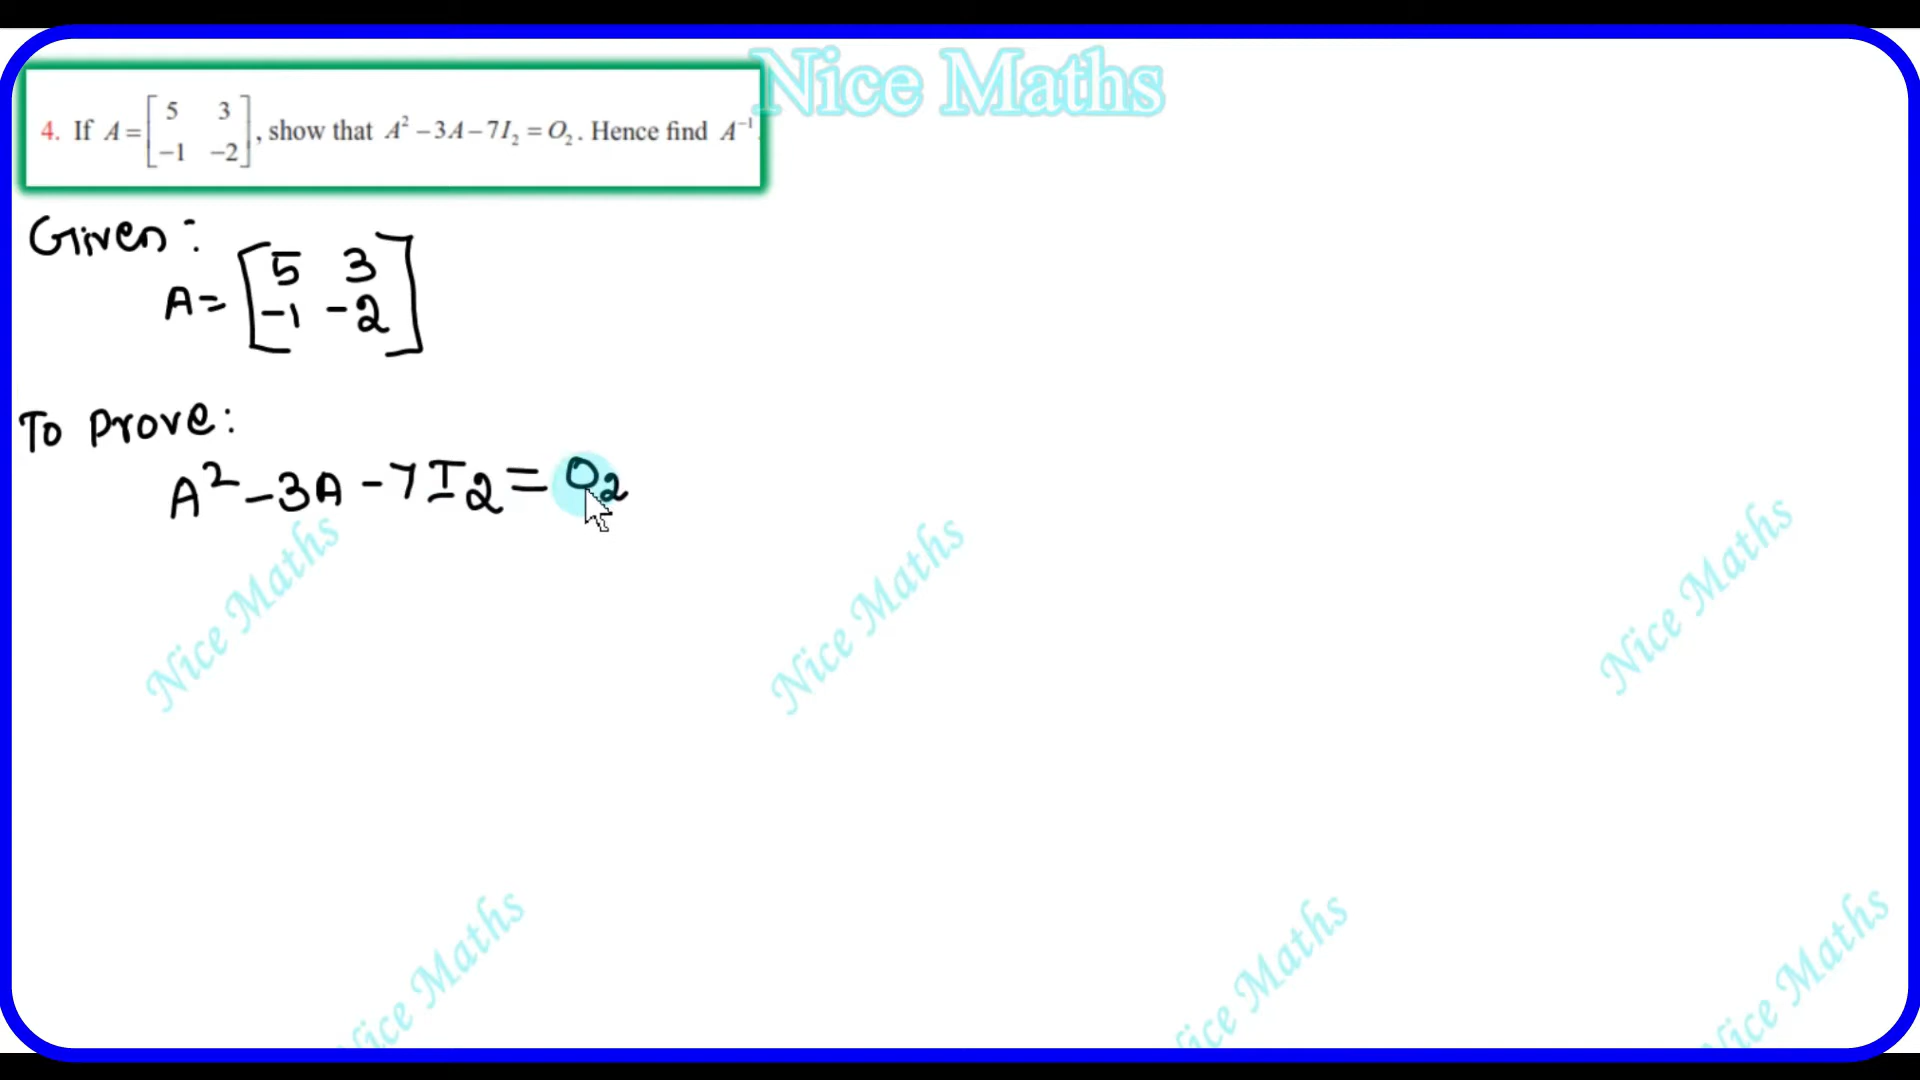 Nice Maths
4. If A = [ 5 3 ; −1 −2 ], show that A² − 3A − 7I₂ = O₂. Hence find A⁻¹
Given:
A = [ 5 3 ; -1 -2 ]
To Prove:
A² - 3A - 7I2 = O2
Nice Maths
Nice Maths
Nice Maths
Nice Maths
Nice Maths
Nice Maths